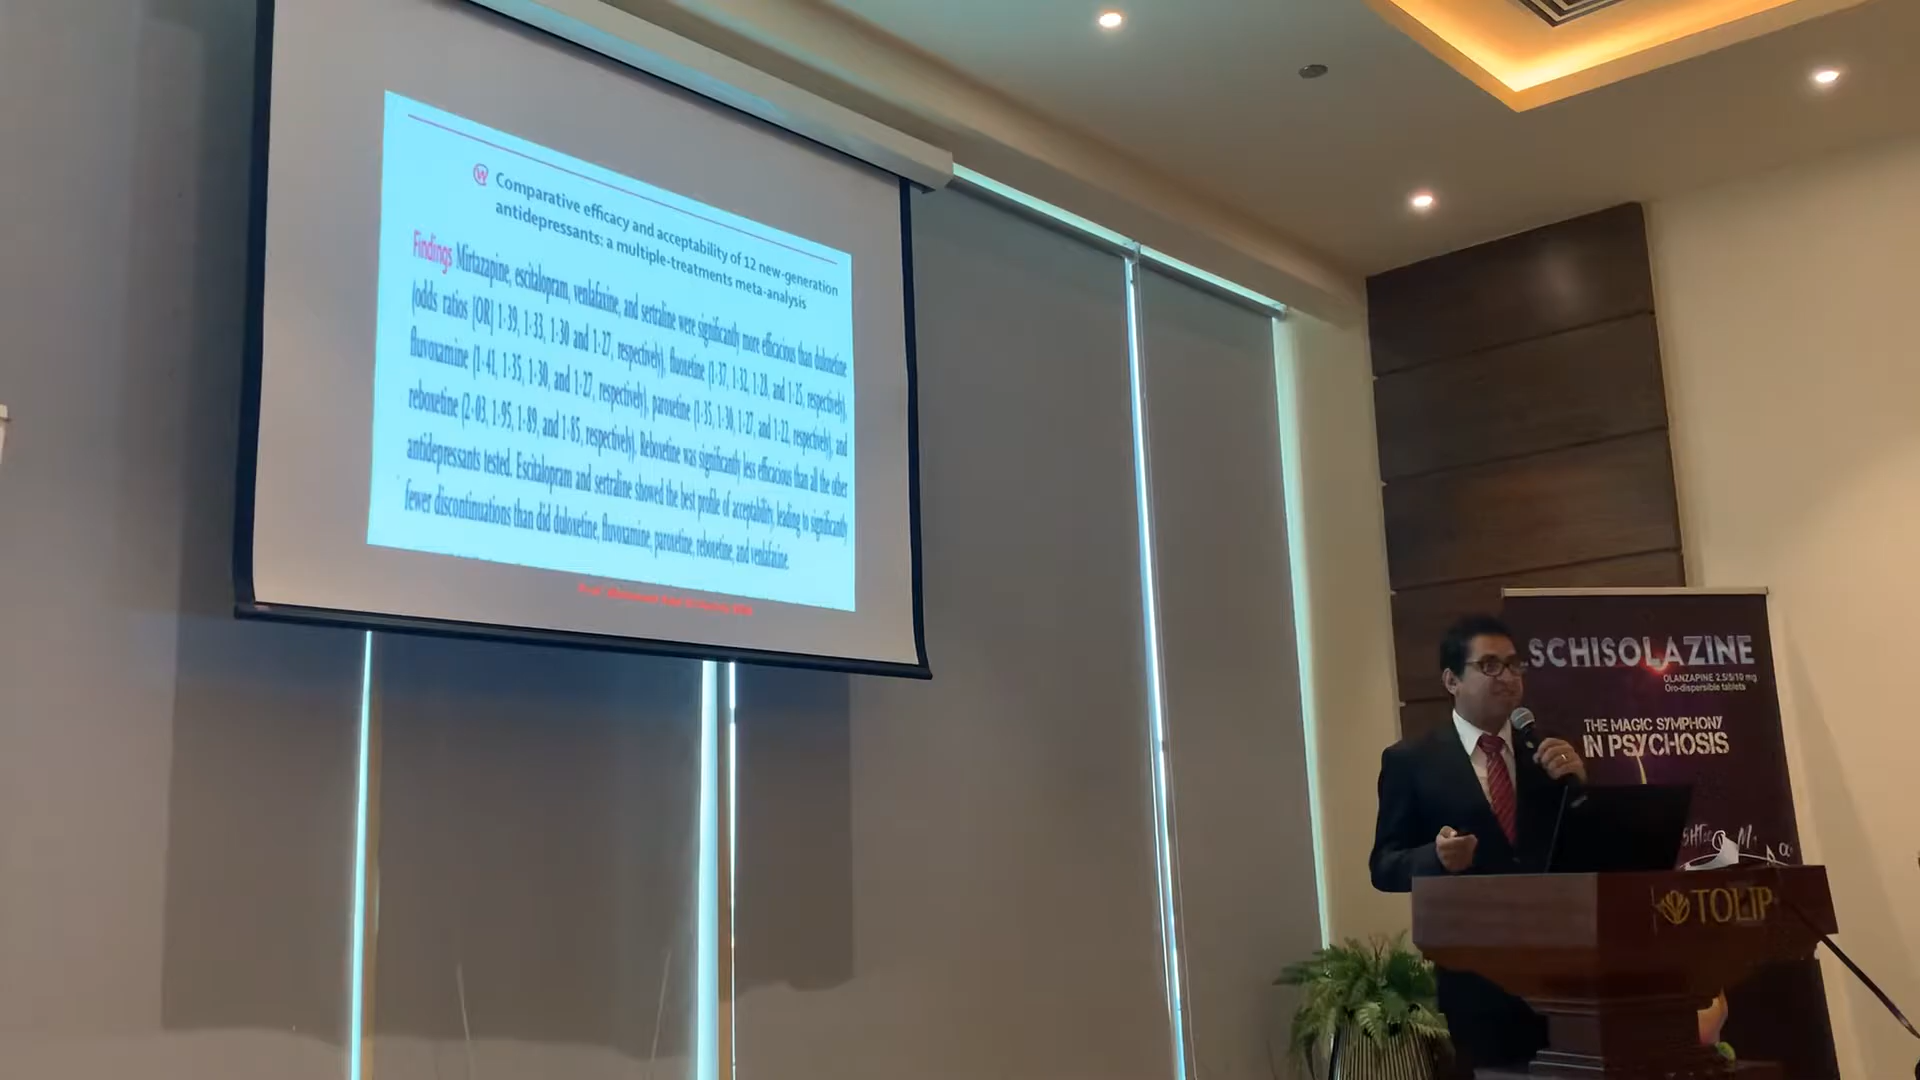 Comparative efficacy and acceptability of 12 new-generation
antidepressants: a multiple-treatments meta-analysis
Findings Mirtazapine, escitalopram, venlafaxine, and sertraline were significantly more efficacious than duloxetine
(odds ratios [OR] 1·39, 1·33, 1·30 and 1·27, respectively), fluoxetine (1·37, 1·32, 1·28, and 1·25, respectively),
fluvoxamine (1·41, 1·35, 1·30, and 1·27, respectively), paroxetine (1·35, 1·30, 1·27, and 1·22, respectively), and
reboxetine (2·03, 1·95, 1·89, and 1·85, respectively). Reboxetine was significantly less efficacious than all the other
antidepressants tested. Escitalopram and sertraline showed the best profile of acceptability, leading to significantly
fewer discontinuations than did duloxetine, fluvoxamine, paroxetine, reboxetine, and venlafaxine.
SCHISOLAZINE
OLANZAPINE 2.5/5/10 mg
Oro-dispersible tablets
THE MAGIC SYMPHONY
IN PSYCHOSIS
TOLIP